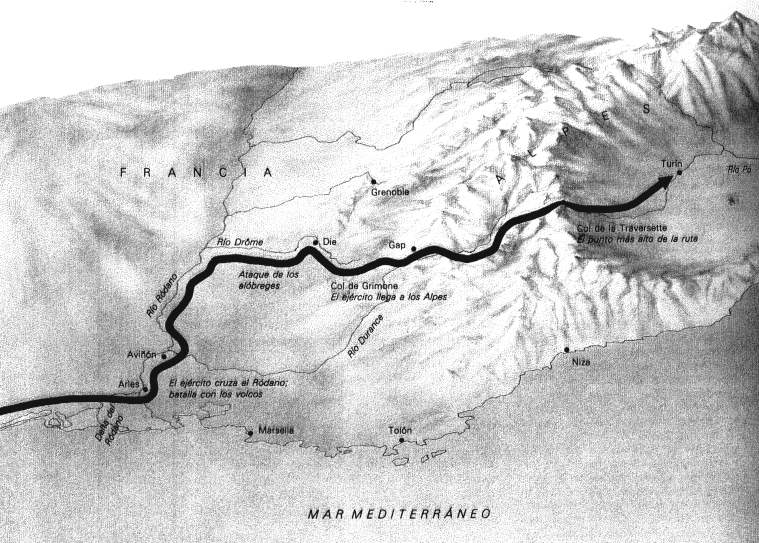 ALPES
Turín
Río Po
FRANCIA
Grenoble
Col de la Traversette
El punto más alto de la ruta
Río Drôme
Die
Gap
Ataque de los
alóbreges
Col de Grimone
El ejército llega a los Alpes
Río Ródano
Río Durance
Aviñón
Niza
Arles
El ejército cruza el Ródano;
batalla con los volcos
Delta del
Ródano
Marsella
Tolón
MAR MEDITERRÁNEO